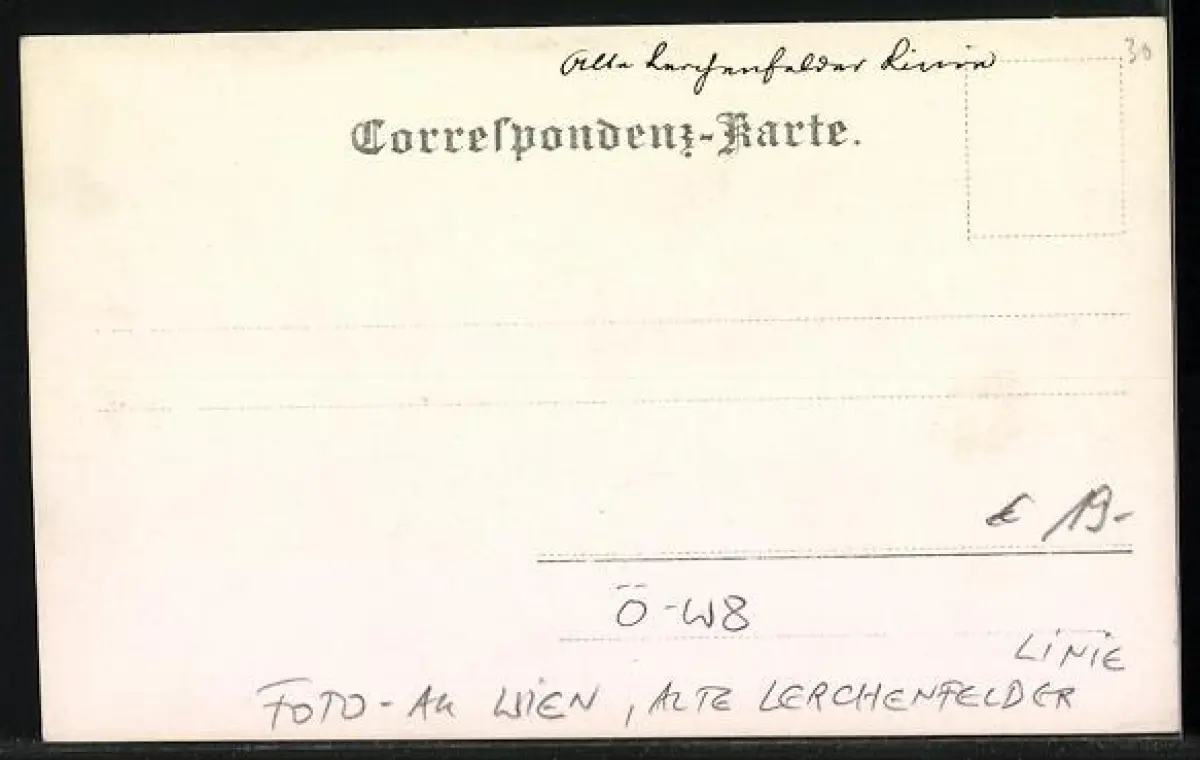 Alte Lerchenfelder Linie
30
Correſpondenz-Karte.
€ 19-
Ö-W8
LINIE
FOTO-AK WIEN, ALTE LERCHENFELDER